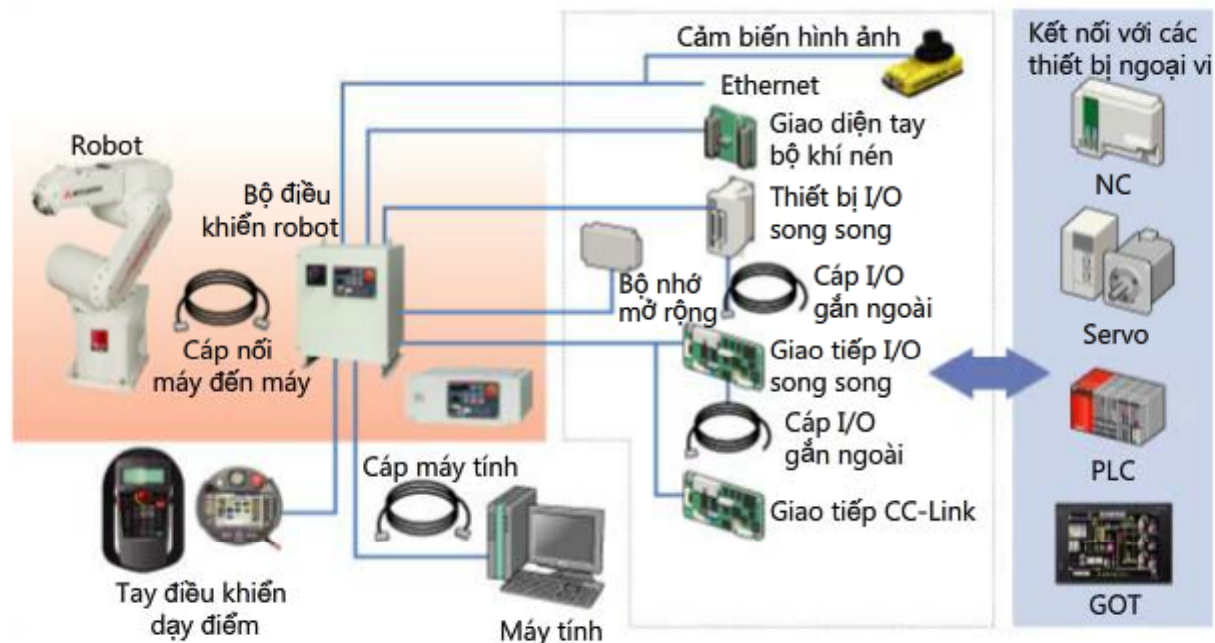 Cảm biến hình ảnh
Ethernet
Giao diện tay
bộ khí nén
Robot
Bộ điều
khiển robot
Thiết bị I/O
song song
Bộ nhớ
mở rộng
Cáp I/O
gắn ngoài
Cáp nối
máy đến máy
Giao tiếp I/O
song song
Cáp I/O
gắn ngoài
Cáp máy tính
Giao tiếp CC-Link
Tay điều khiển
dạy điểm
Máy tính
Kết nối với các
thiết bị ngoại vi
NC
Servo
PLC
GOT